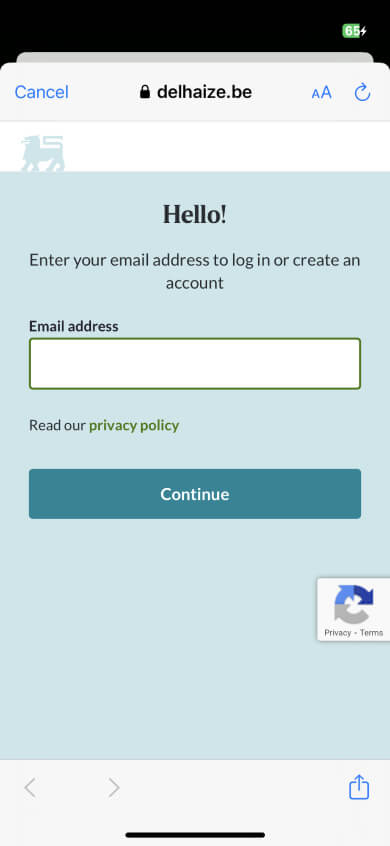 65
Cancel
delhaize.be
AA
Hello!
Enter your email address to log in or create an
account
Email address
Read our privacy policy
Continue
Privacy - Terms